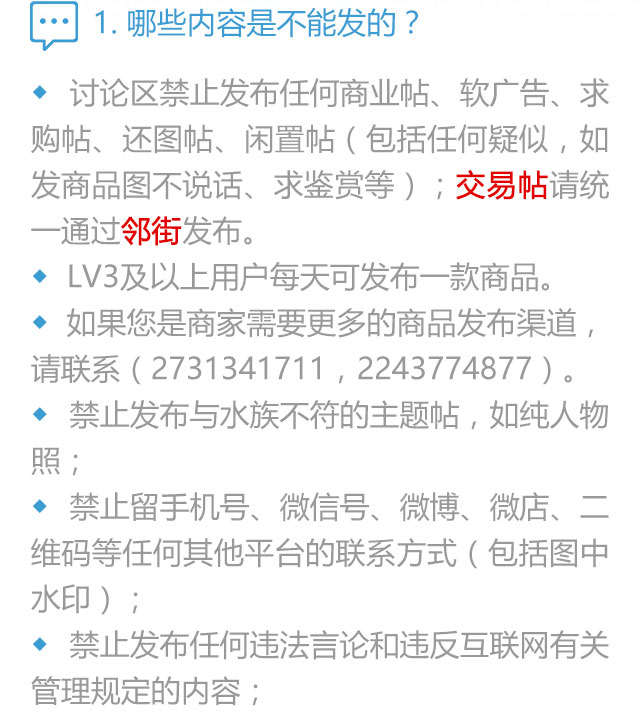 1. 哪些内容是不能发的？
讨论区禁止发布任何商业帖、软广告、求
购帖、还图帖、闲置帖（包括任何疑似，如
发商品图不说话、求鉴赏等）；交易帖请统
一通过邻街发布。
LV3及以上用户每天可发布一款商品。
如果您是商家需要更多的商品发布渠道，
请联系（2731341711，2243774877）。
禁止发布与水族不符的主题帖，如纯人物
照；
禁止留手机号、微信号、微博、微店、二
维码等任何其他平台的联系方式（包括图中
水印）；
禁止发布任何违法言论和违反互联网有关
管理规定的内容；